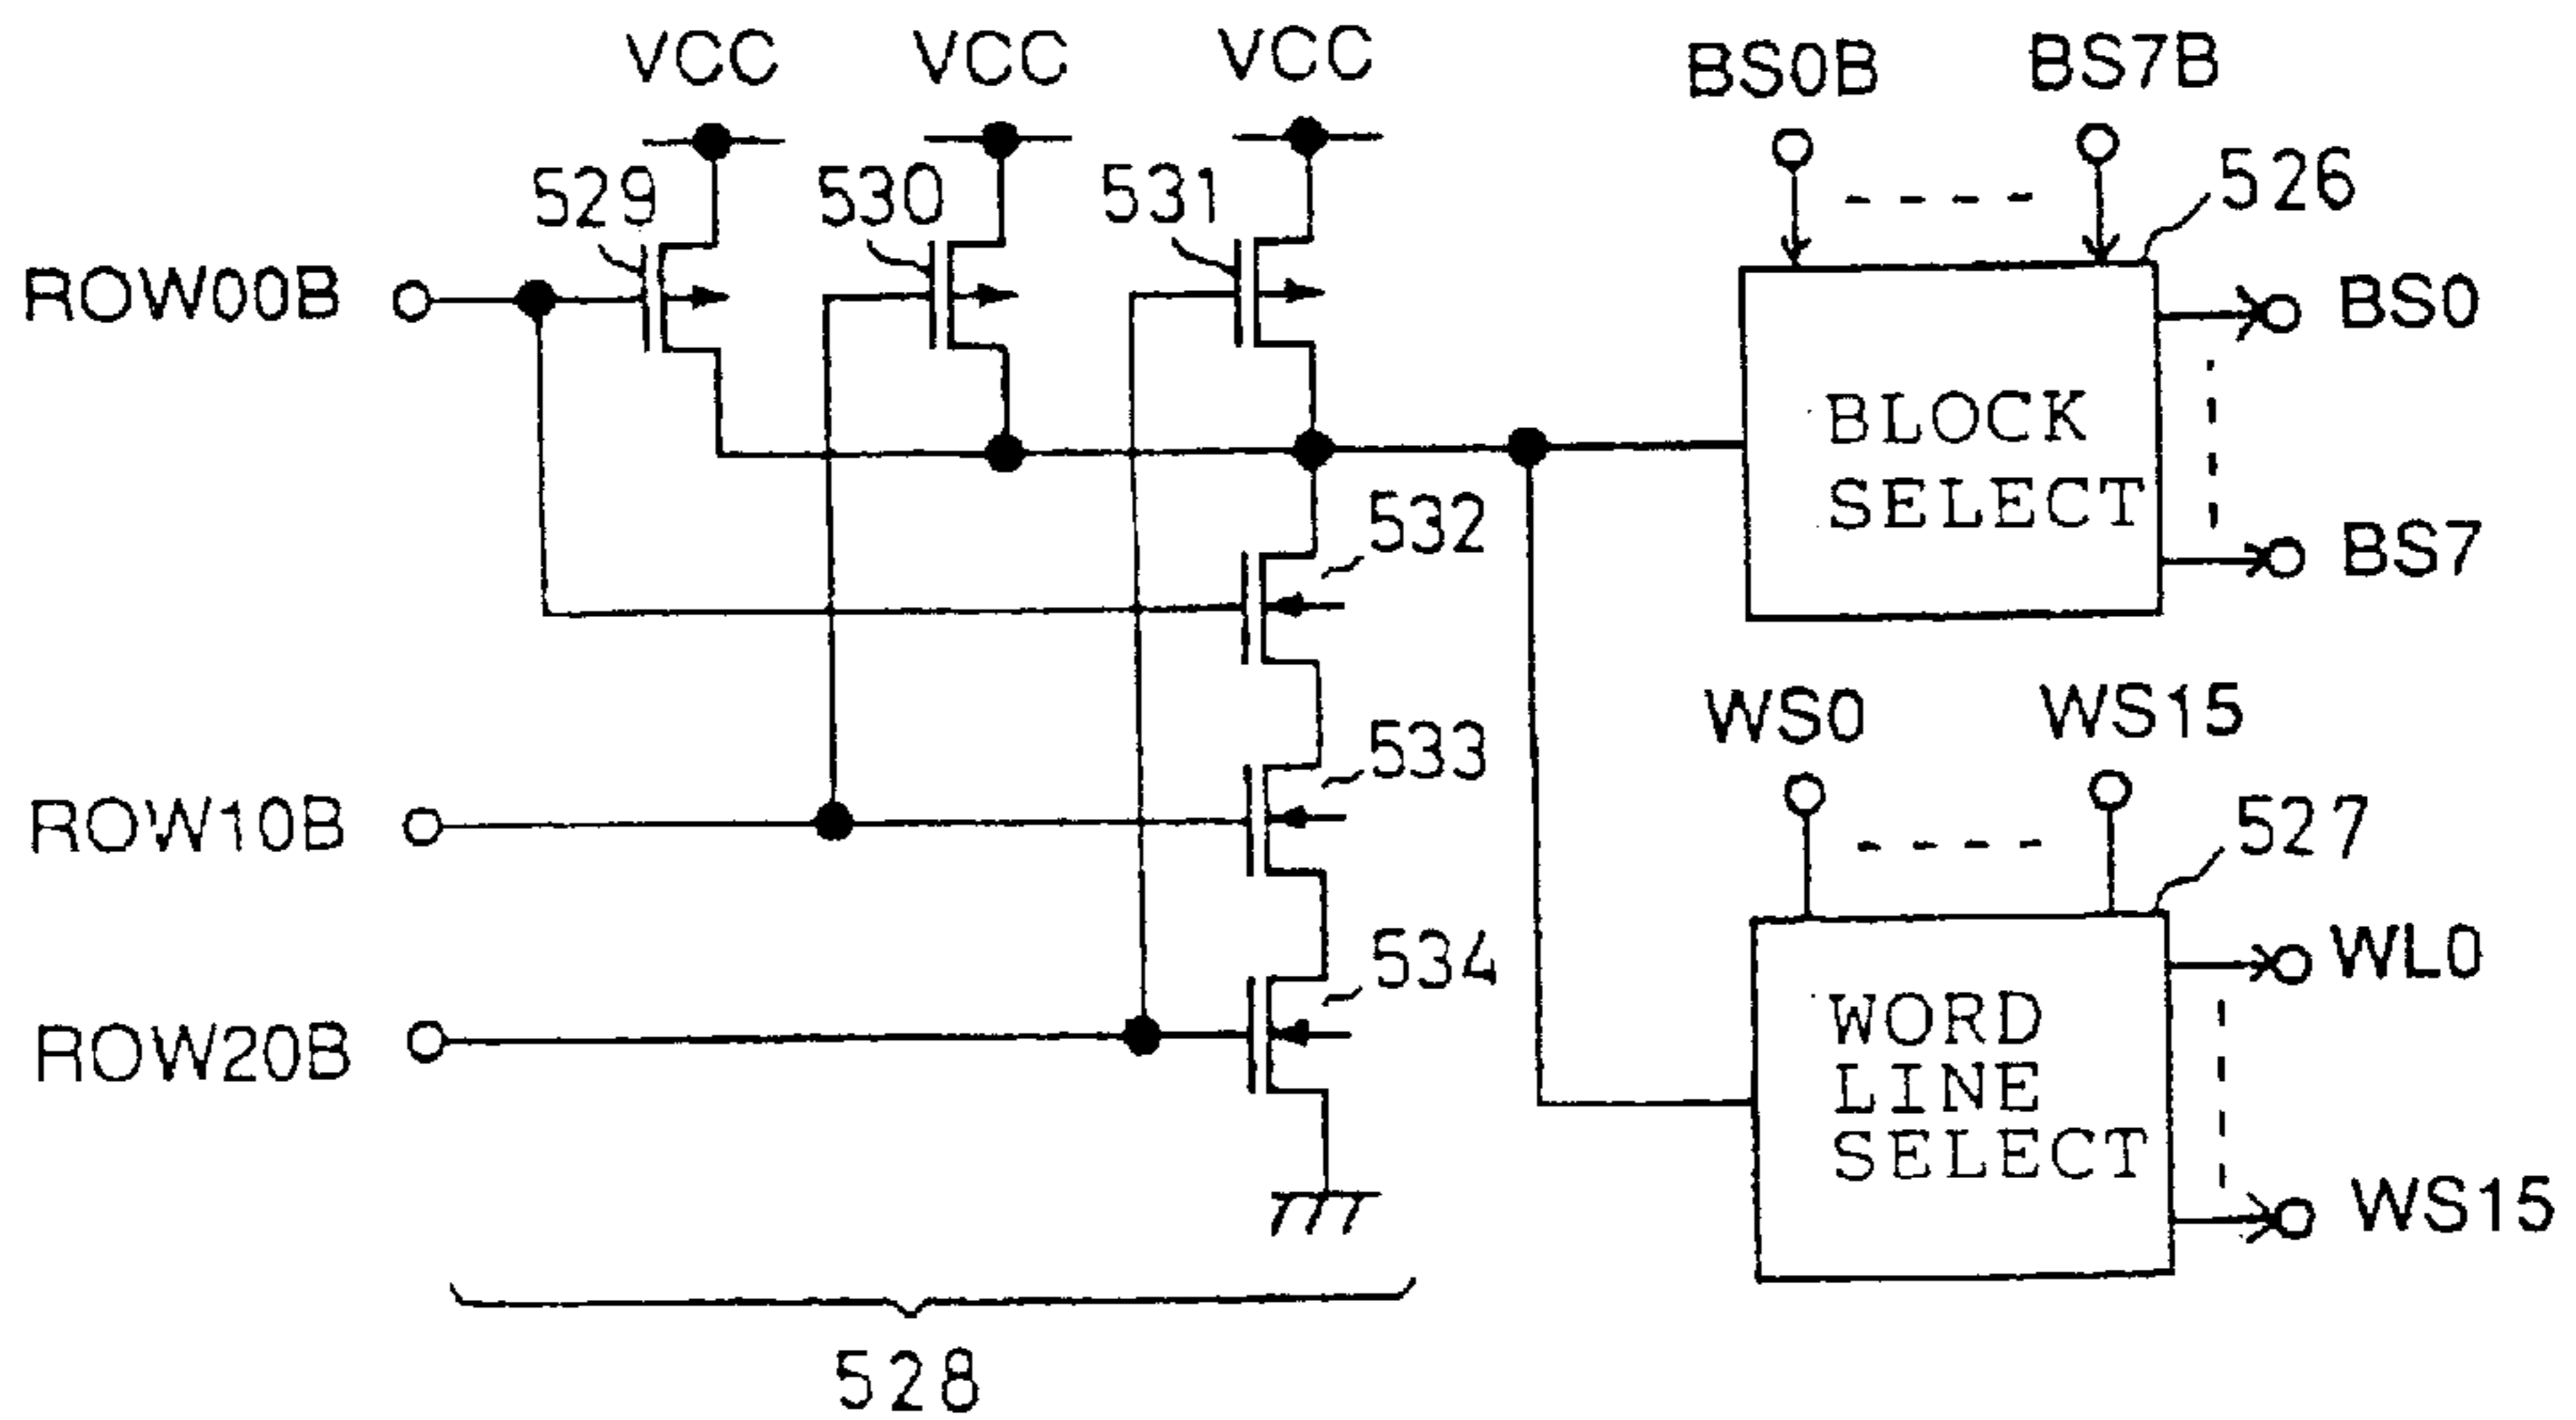 VCC VCC VCC BS0B BS7B
529 530 531 526
ROW00B BS0
BLOCK
SELECT
532 BS7
533 WS0 WS15
ROW10B 527
534 WL0
WORD
LINE
SELECT
ROW20B
WS15
528